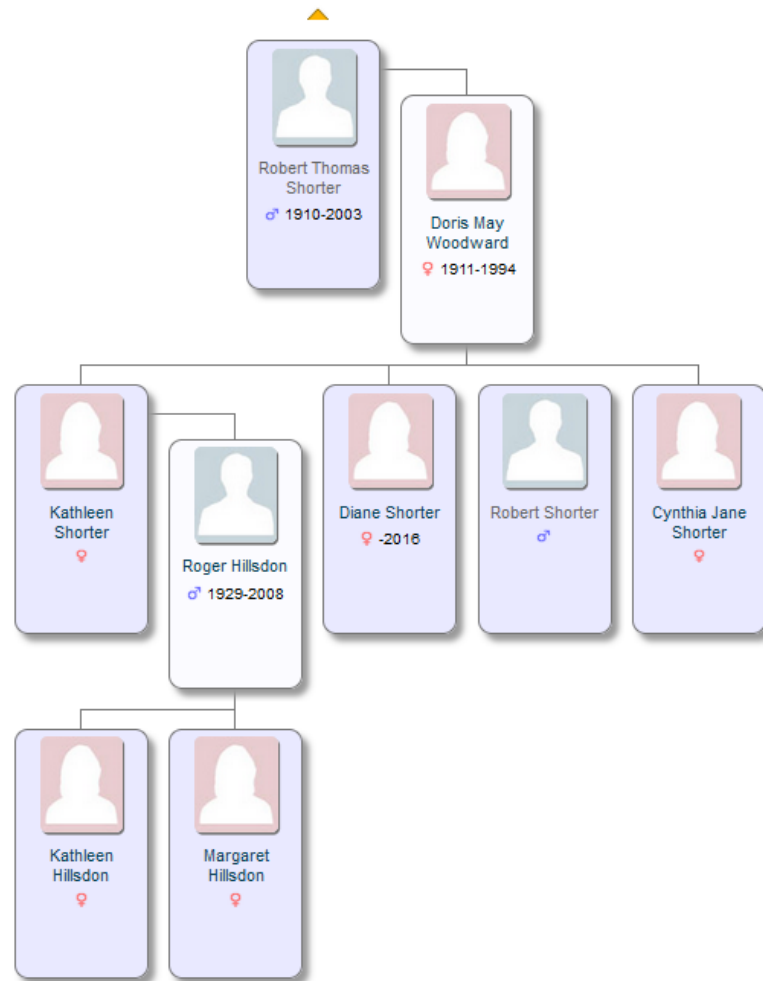 Robert Thomas
Shorter
♂ 1910-2003
Doris May
Woodward
♀ 1911-1994
Kathleen
Shorter
♀
Roger Hillsdon
♂ 1929-2008
Diane Shorter
♀ -2016
Robert Shorter
♂
Cynthia Jane
Shorter
♀
Kathleen
Hillsdon
♀
Margaret
Hillsdon
♀